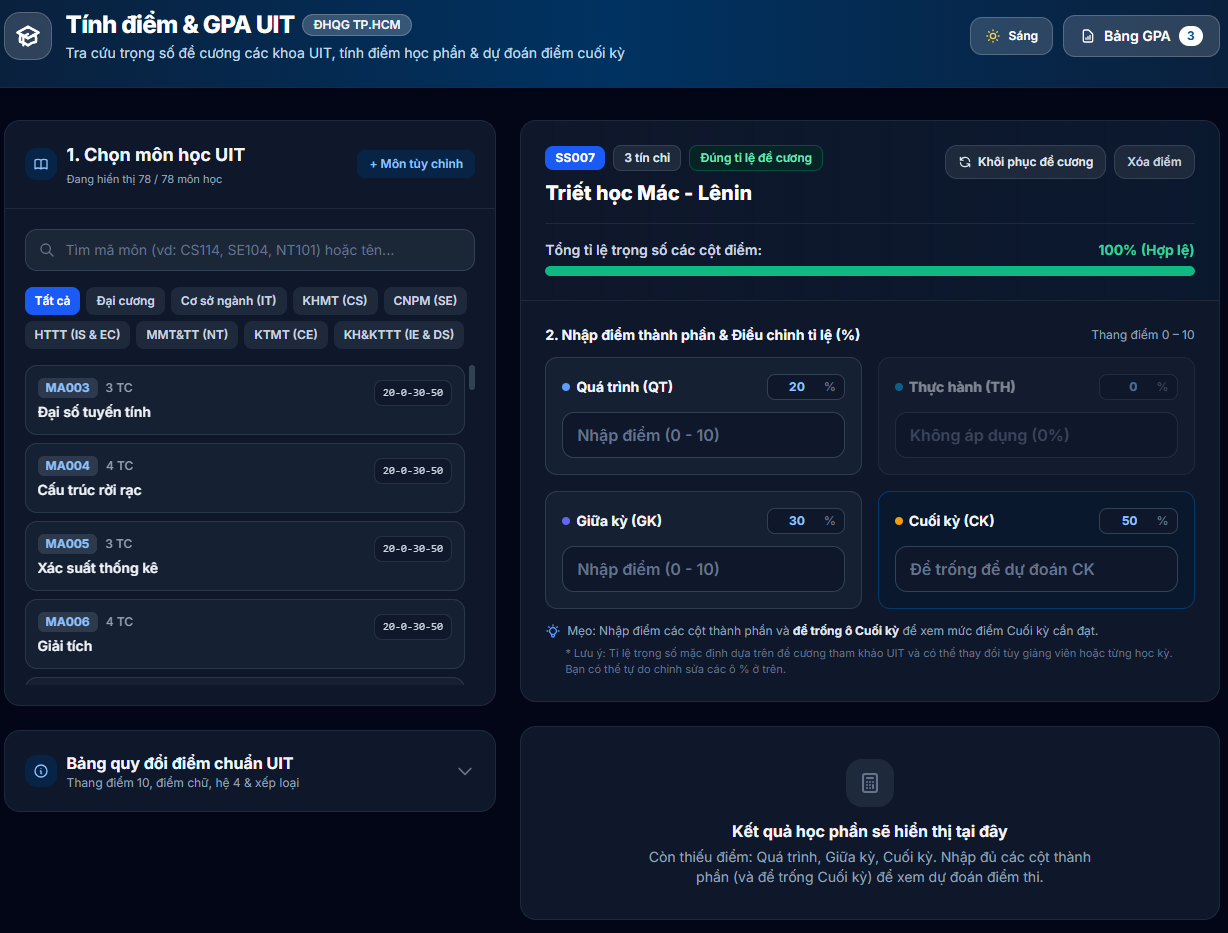 Tính điểm & GPA UIT ĐHQG TP.HCM
Tra cứu trọng số đề cương các khoa UIT, tính điểm học phần & dự đoán điểm cuối kỳ
Sáng
Bảng GPA 3
1. Chọn môn học UIT
Đang hiển thị 78 / 78 môn học
+ Môn tùy chỉnh
Tìm mã môn (vd: CS114, SE104, NT101) hoặc tên...
Tất cả Đại cương Cơ sở ngành (IT) KHMT (CS) CNPM (SE)
HTTT (IS & EC) MMT&TT (NT) KTMT (CE) KH&KTTT (IE & DS)
MA003 3 TC 20-0-30-50
Đại số tuyến tính
MA004 4 TC 20-0-30-50
Cấu trúc rời rạc
MA005 3 TC 20-0-30-50
Xác suất thống kê
MA006 4 TC 20-0-30-50
Giải tích
Bảng quy đổi điểm chuẩn UIT
Thang điểm 10, điểm chữ, hệ 4 & xếp loại
SS007 3 tín chỉ Đúng tỉ lệ đề cương
Khôi phục đề cương Xóa điểm
Triết học Mác - Lênin
Tổng tỉ lệ trọng số các cột điểm: 100% (Hợp lệ)
2. Nhập điểm thành phần & Điều chỉnh tỉ lệ (%) Thang điểm 0 – 10
Quá trình (QT) 20 %
Nhập điểm (0 - 10)
Thực hành (TH) 0 %
Không áp dụng (0%)
Giữa kỳ (GK) 30 %
Nhập điểm (0 - 10)
Cuối kỳ (CK) 50 %
Để trống để dự đoán CK
Mẹo: Nhập điểm các cột thành phần và để trống ô Cuối kỳ để xem mức điểm Cuối kỳ cần đạt.
* Lưu ý: Tỉ lệ trọng số mặc định dựa trên đề cương tham khảo UIT và có thể thay đổi tùy giảng viên hoặc từng học kỳ.
Bạn có thể tự do chỉnh sửa các ô % ở trên.
Kết quả học phần sẽ hiển thị tại đây
Còn thiếu điểm: Quá trình, Giữa kỳ, Cuối kỳ. Nhập đủ các cột thành
phần (và để trống Cuối kỳ) để xem dự đoán điểm thi.